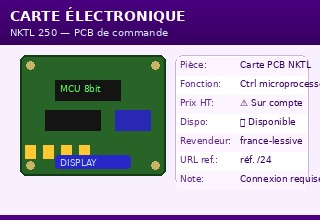 CARTE ÉLECTRONIQUE
NKTL 250 — PCB de commande
MCU 8bit
DISPLAY
Pièce: Carte PCB NKTL
Fonction: Ctrl microprocess
Prix HT: ⚠ Sur compte
Dispo: Disponible
Revendeur: france-lessive
URL ref.: réf. /24
Note: Connexion requise